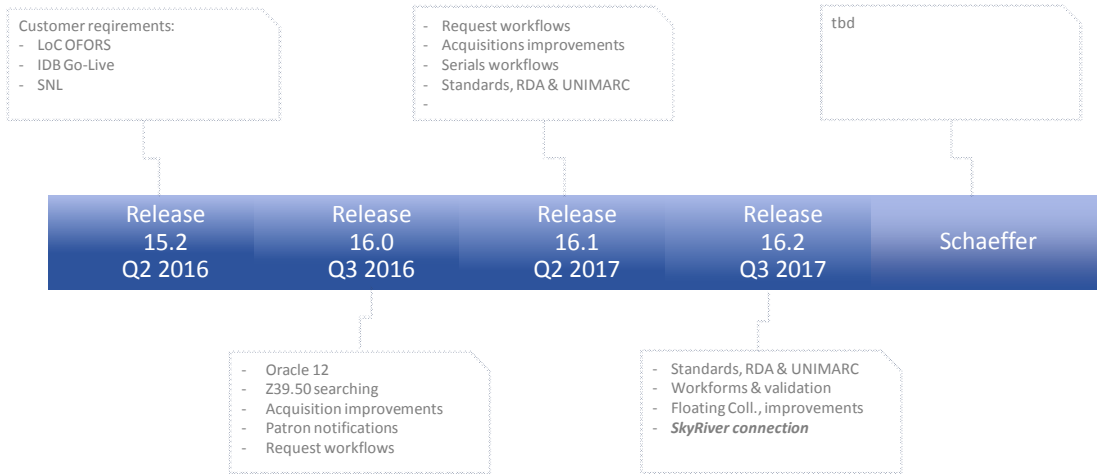 Customer reqirements:
- LoC OFORS
- IDB Go-Live
- SNL
- Request workflows
- Acquisitions improvements
- Serials workflows
- Standards, RDA & UNIMARC
-
tbd
Release
15.2
Q2 2016
Release
16.0
Q3 2016
Release
16.1
Q2 2017
Release
16.2
Q3 2017
Schaeffer
- Oracle 12
- Z39.50 searching
- Acquisition improvements
- Patron notifications
- Request workflows
- Standards, RDA & UNIMARC
- Workforms & validation
- Floating Coll., improvements
- SkyRiver connection